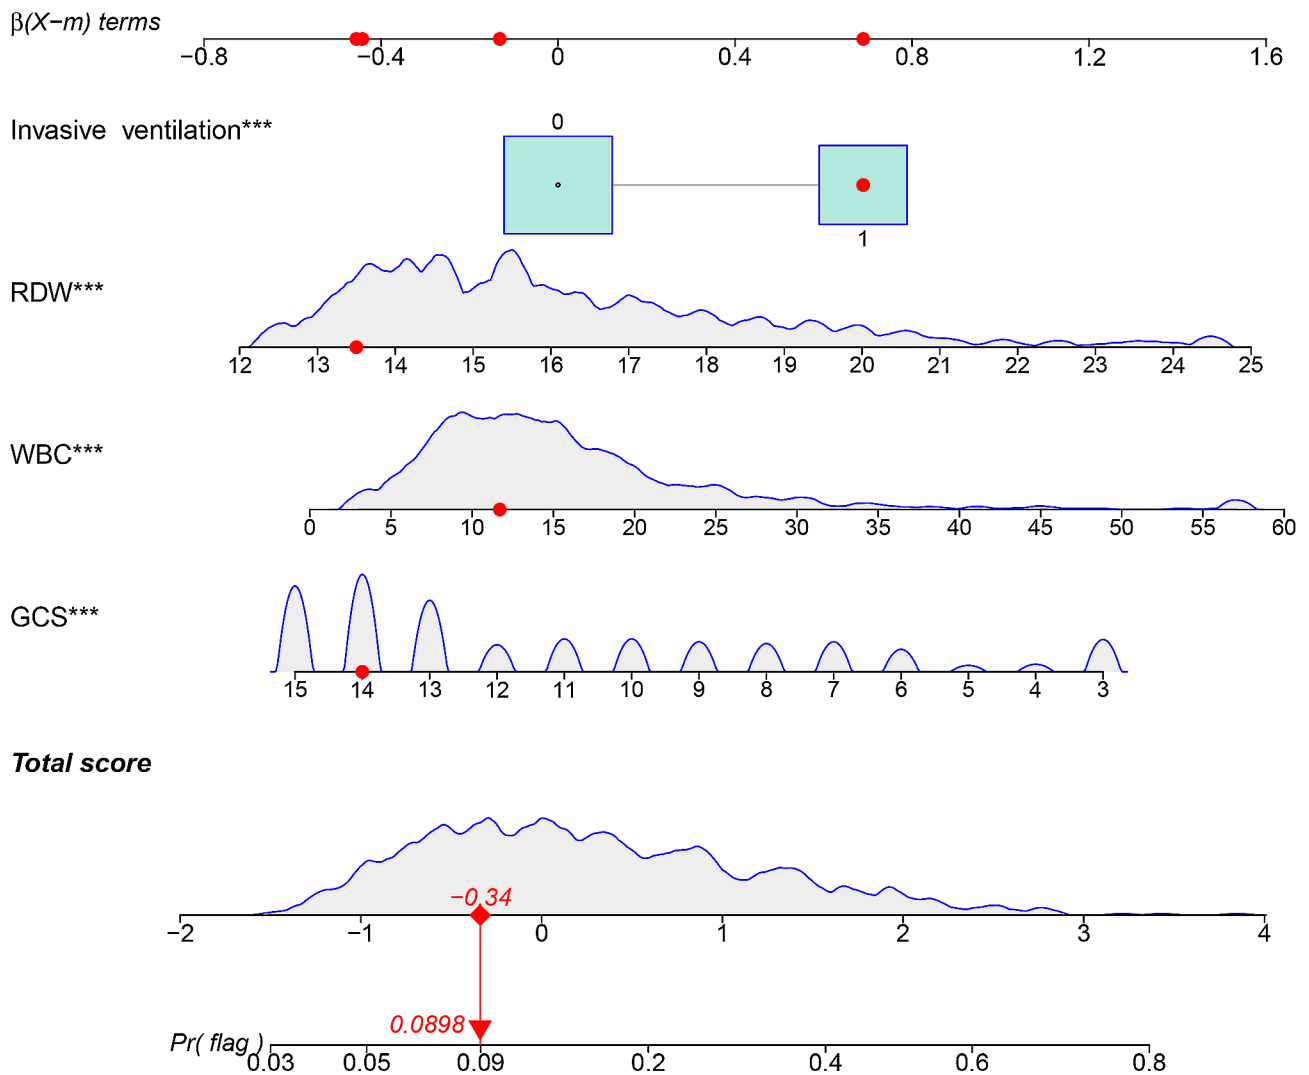 β(X−m) terms
−0.8 −0.4 0 0.4 0.8 1.2 1.6
Invasive ventilation***
0
1
RDW***
12 13 14 15 16 17 18 19 20 21 22 23 24 25
WBC***
0 5 10 15 20 25 30 35 40 45 50 55 60
GCS***
15 14 13 12 11 10 9 8 7 6 5 4 3
Total score
−0.34
−2 −1 0 1 2 3 4
0.0898
Pr( flag )
0.03 0.05 0.09 0.2 0.4 0.6 0.8